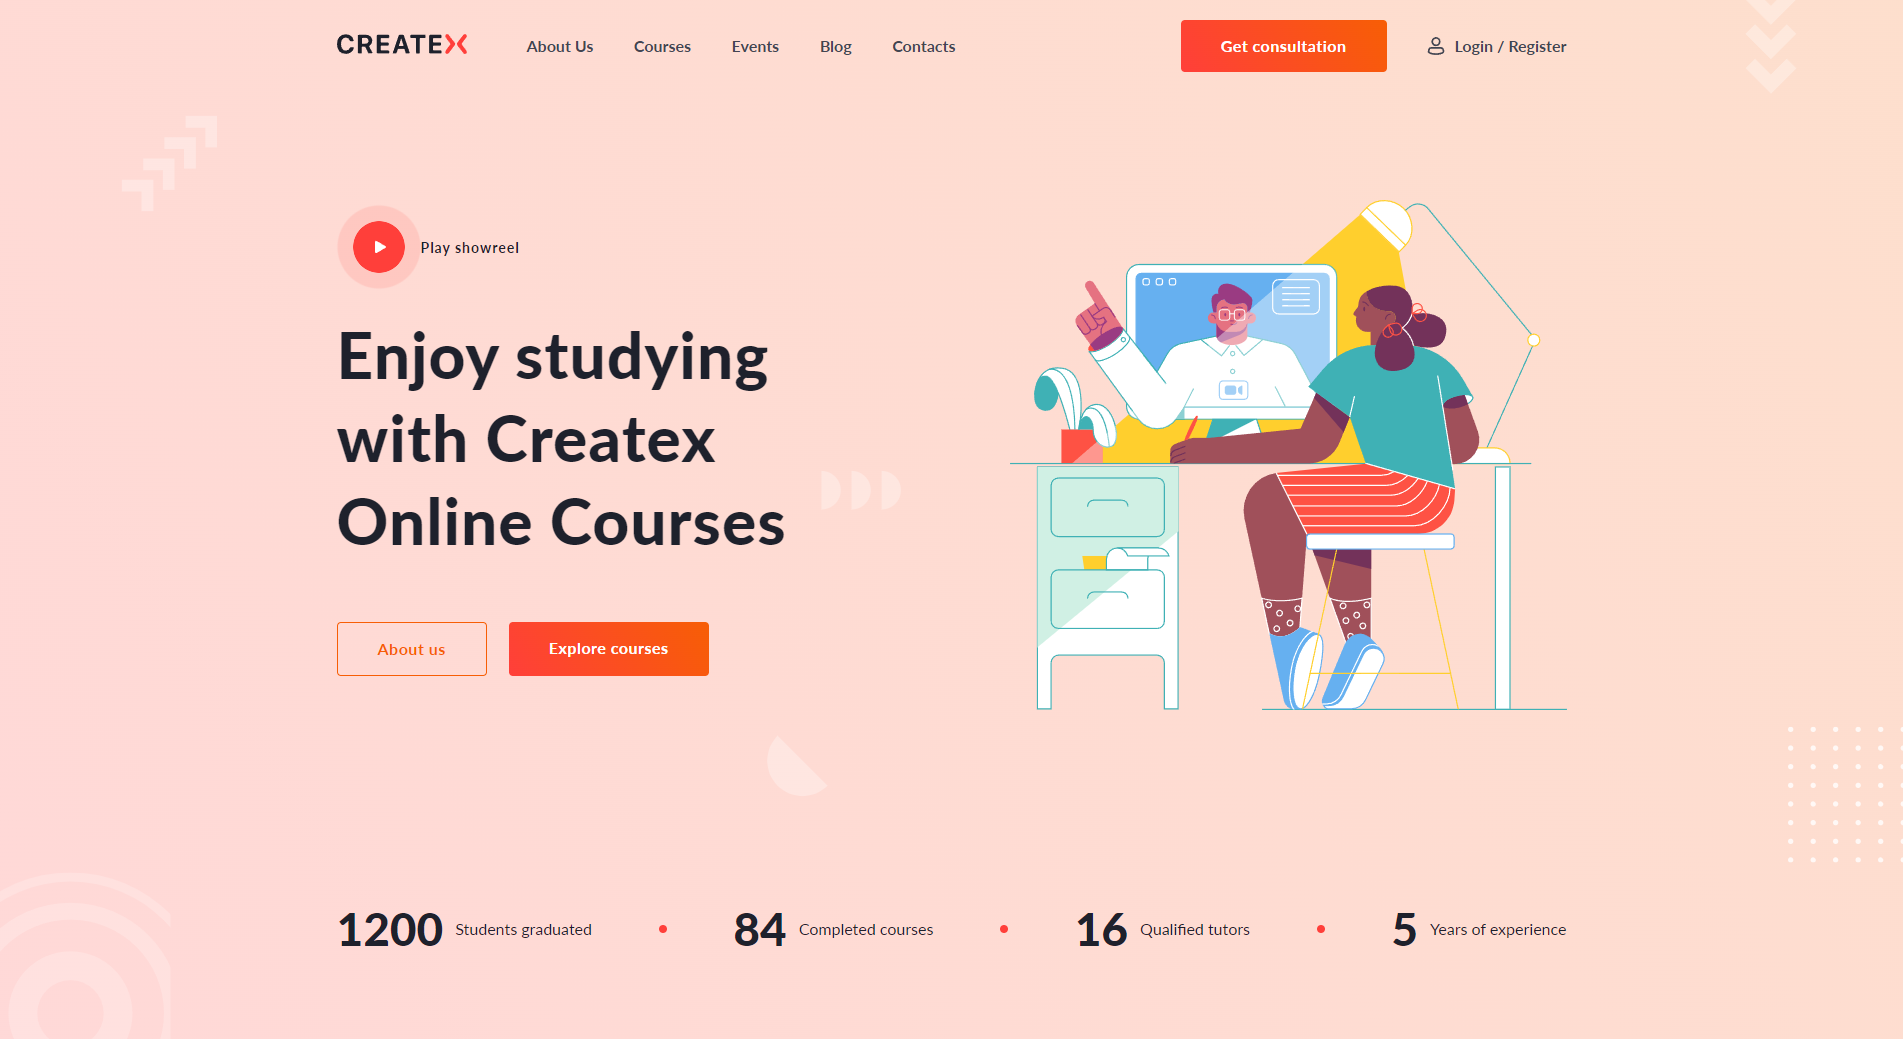 CREATEX
About Us
Courses
Events
Blog
Contacts
Get consultation
Login / Register
Play showreel
Enjoy studying
with Createx
Online Courses
About us
Explore courses
1200 Students graduated
84 Completed courses
16 Qualified tutors
5 Years of experience